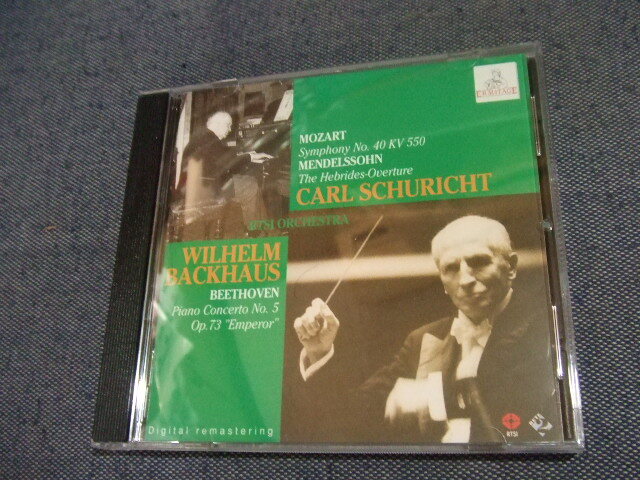 ERMITAGE
MOZART
Symphony No. 40 KV 550
MENDELSSOHN
The Hebrides-Overture
CARL SCHURICHT
RTSI ORCHESTRA
WILHELM
BACKHAUS
BEETHOVEN
Piano Concerto No. 5
Op.73 "Emperor"
Digital remastering
RTSI